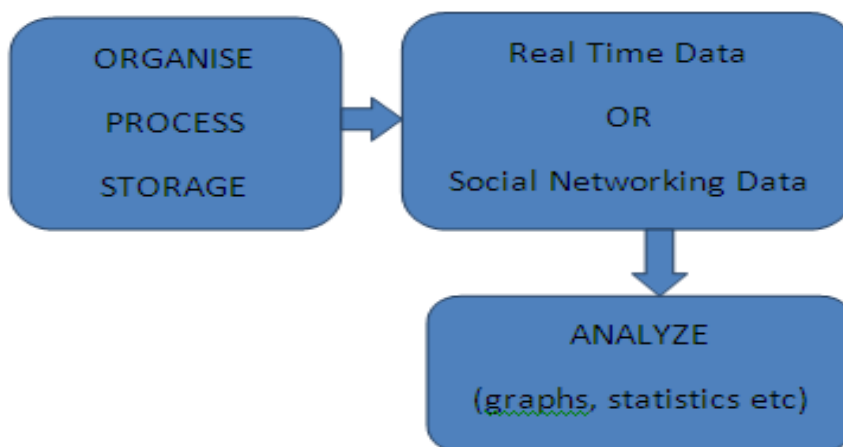 ORGANISE
PROCESS
STORAGE
Real Time Data
OR
Social Networking Data
ANALYZE
(graphs, statistics etc)